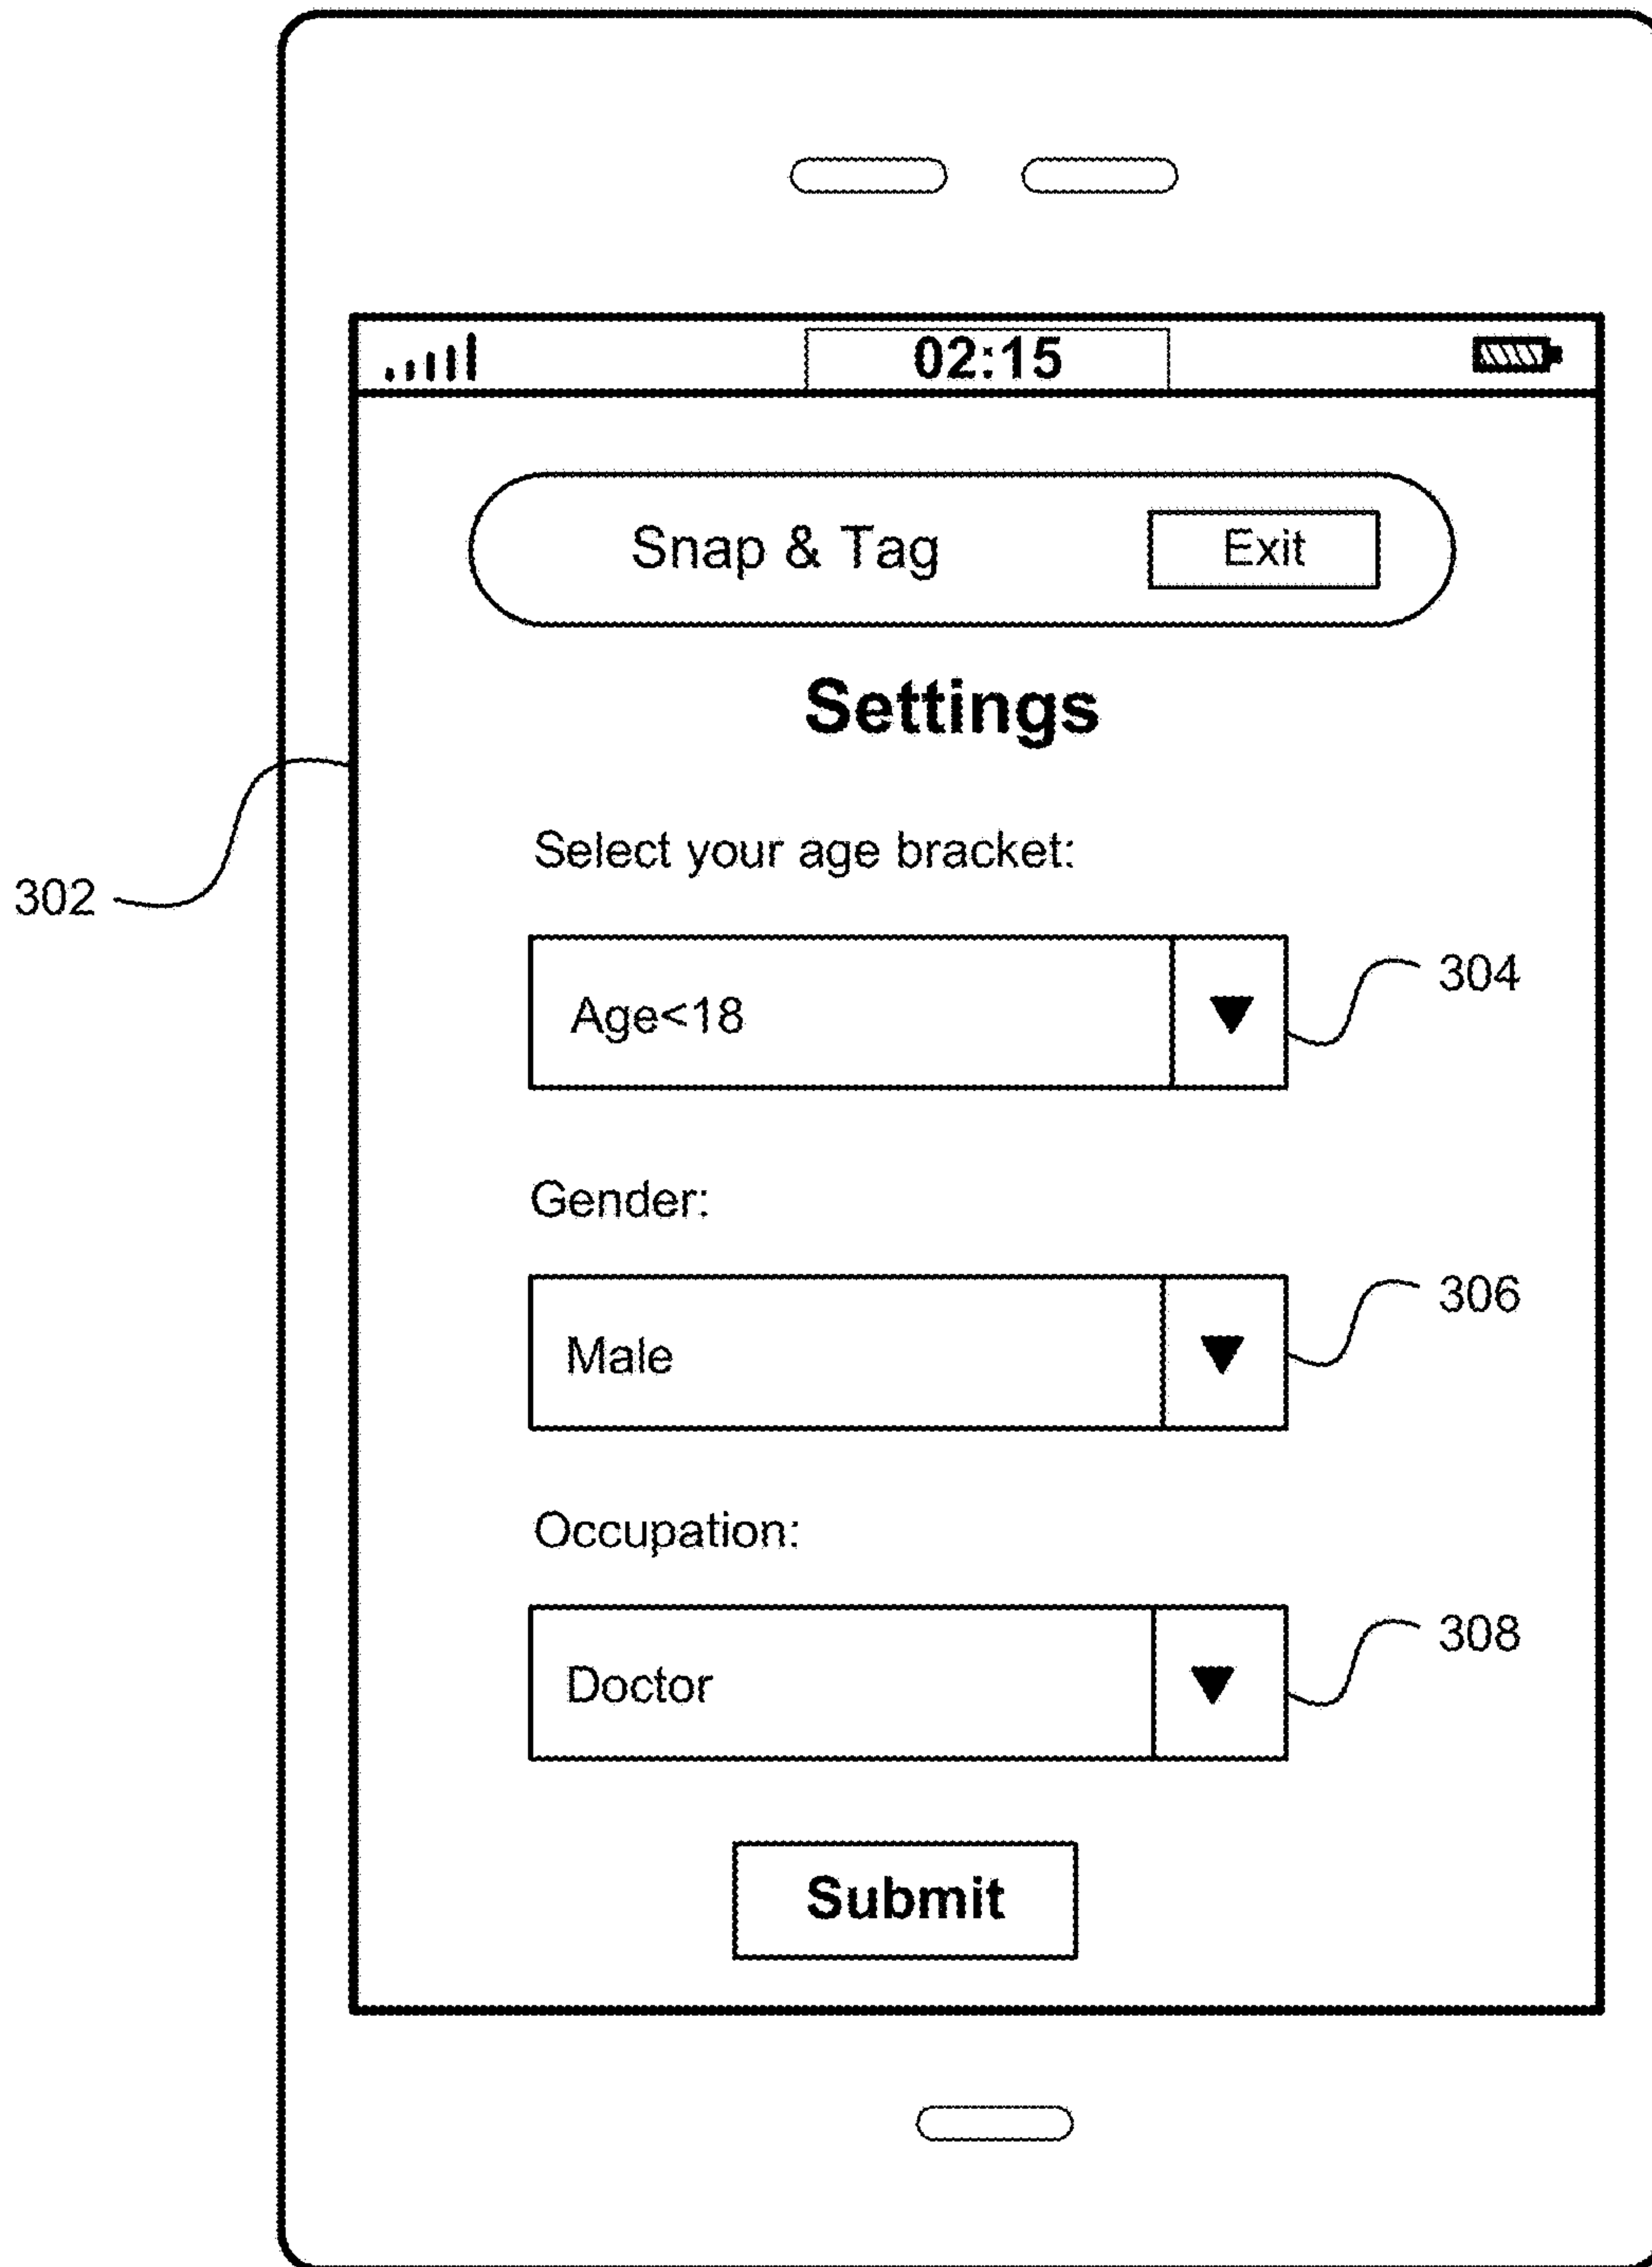 02:15
Snap & Tag Exit
Settings
Select your age bracket:
302
Age<18
304
Gender:
306
Male
Occupation:
308
Doctor
Submit